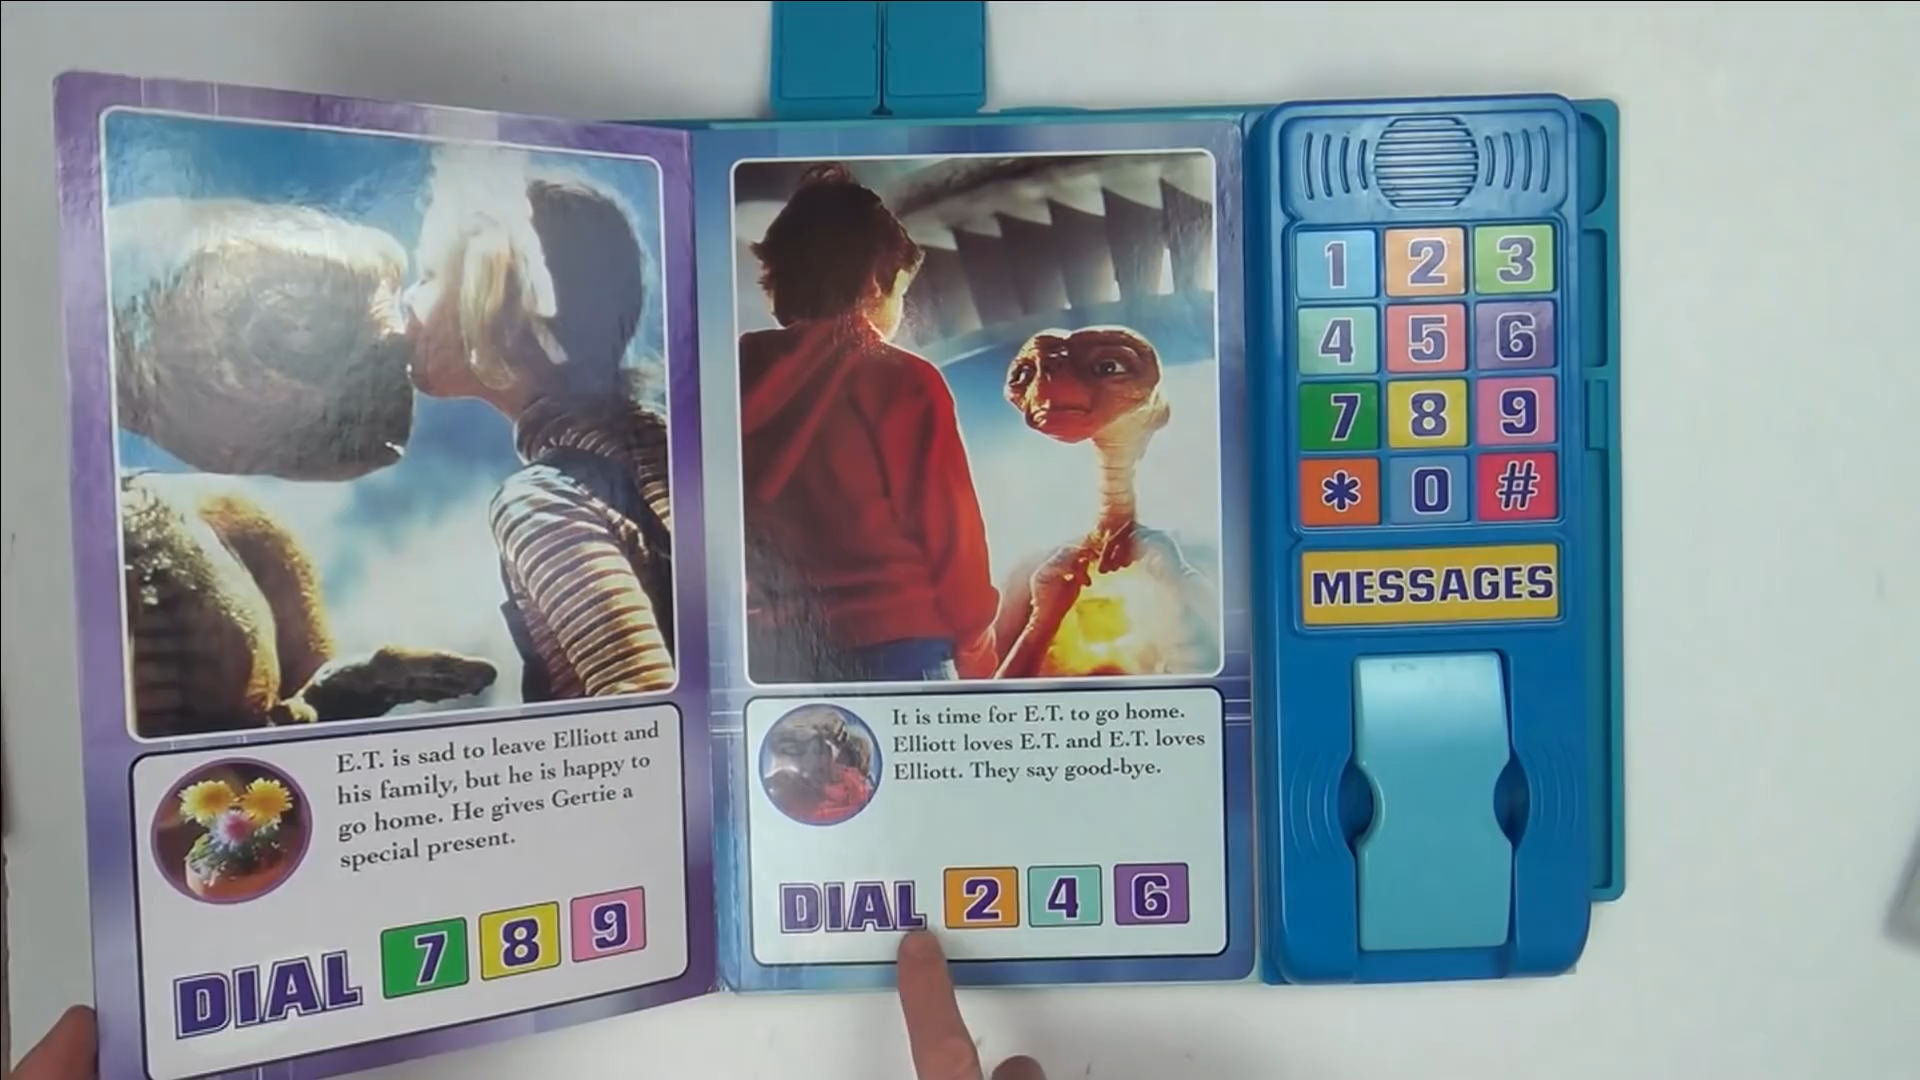 E.T. is sad to leave Elliott and
his family, but he is happy to
go home. He gives Gertie a
special present.
DIAL 7 8 9
It is time for E.T. to go home.
Elliott loves E.T. and E.T. loves
Elliott. They say good-bye.
DIAL 2 4 6
1 2 3
4 5 6
7 8 9
* 0 #
MESSAGES